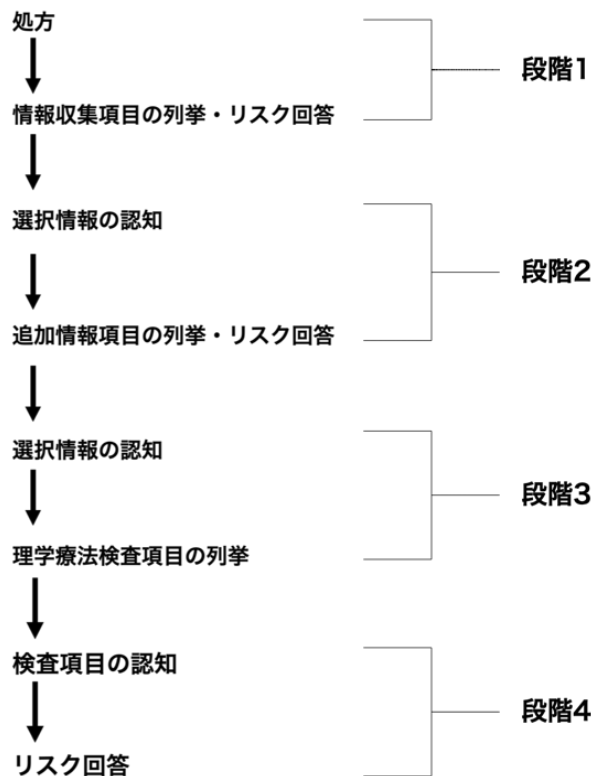 処方
段階1
情報収集項目の列挙・リスク回答
選択情報の認知
段階2
追加情報項目の列挙・リスク回答
選択情報の認知
段階3
理学療法検査項目の列挙
検査項目の認知
段階4
リスク回答